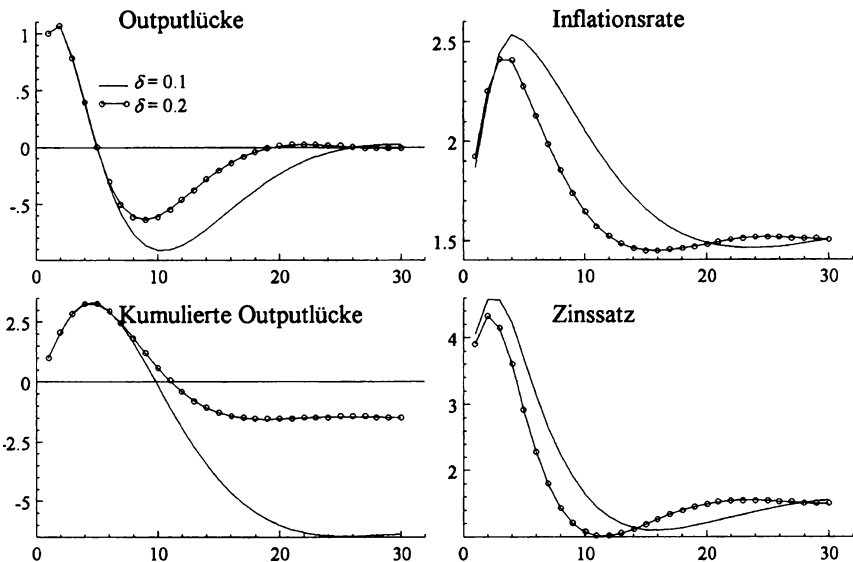 Outputlücke
1
.5
0
-.5
δ = 0.1
δ = 0.2
0 10 20 30
Inflationsrate
2.5
2
1.5
0 10 20 30
Kumulierte Outputlücke
2.5
0
-2.5
-5
0 10 20 30
Zinssatz
4
3
2
0 10 20 30